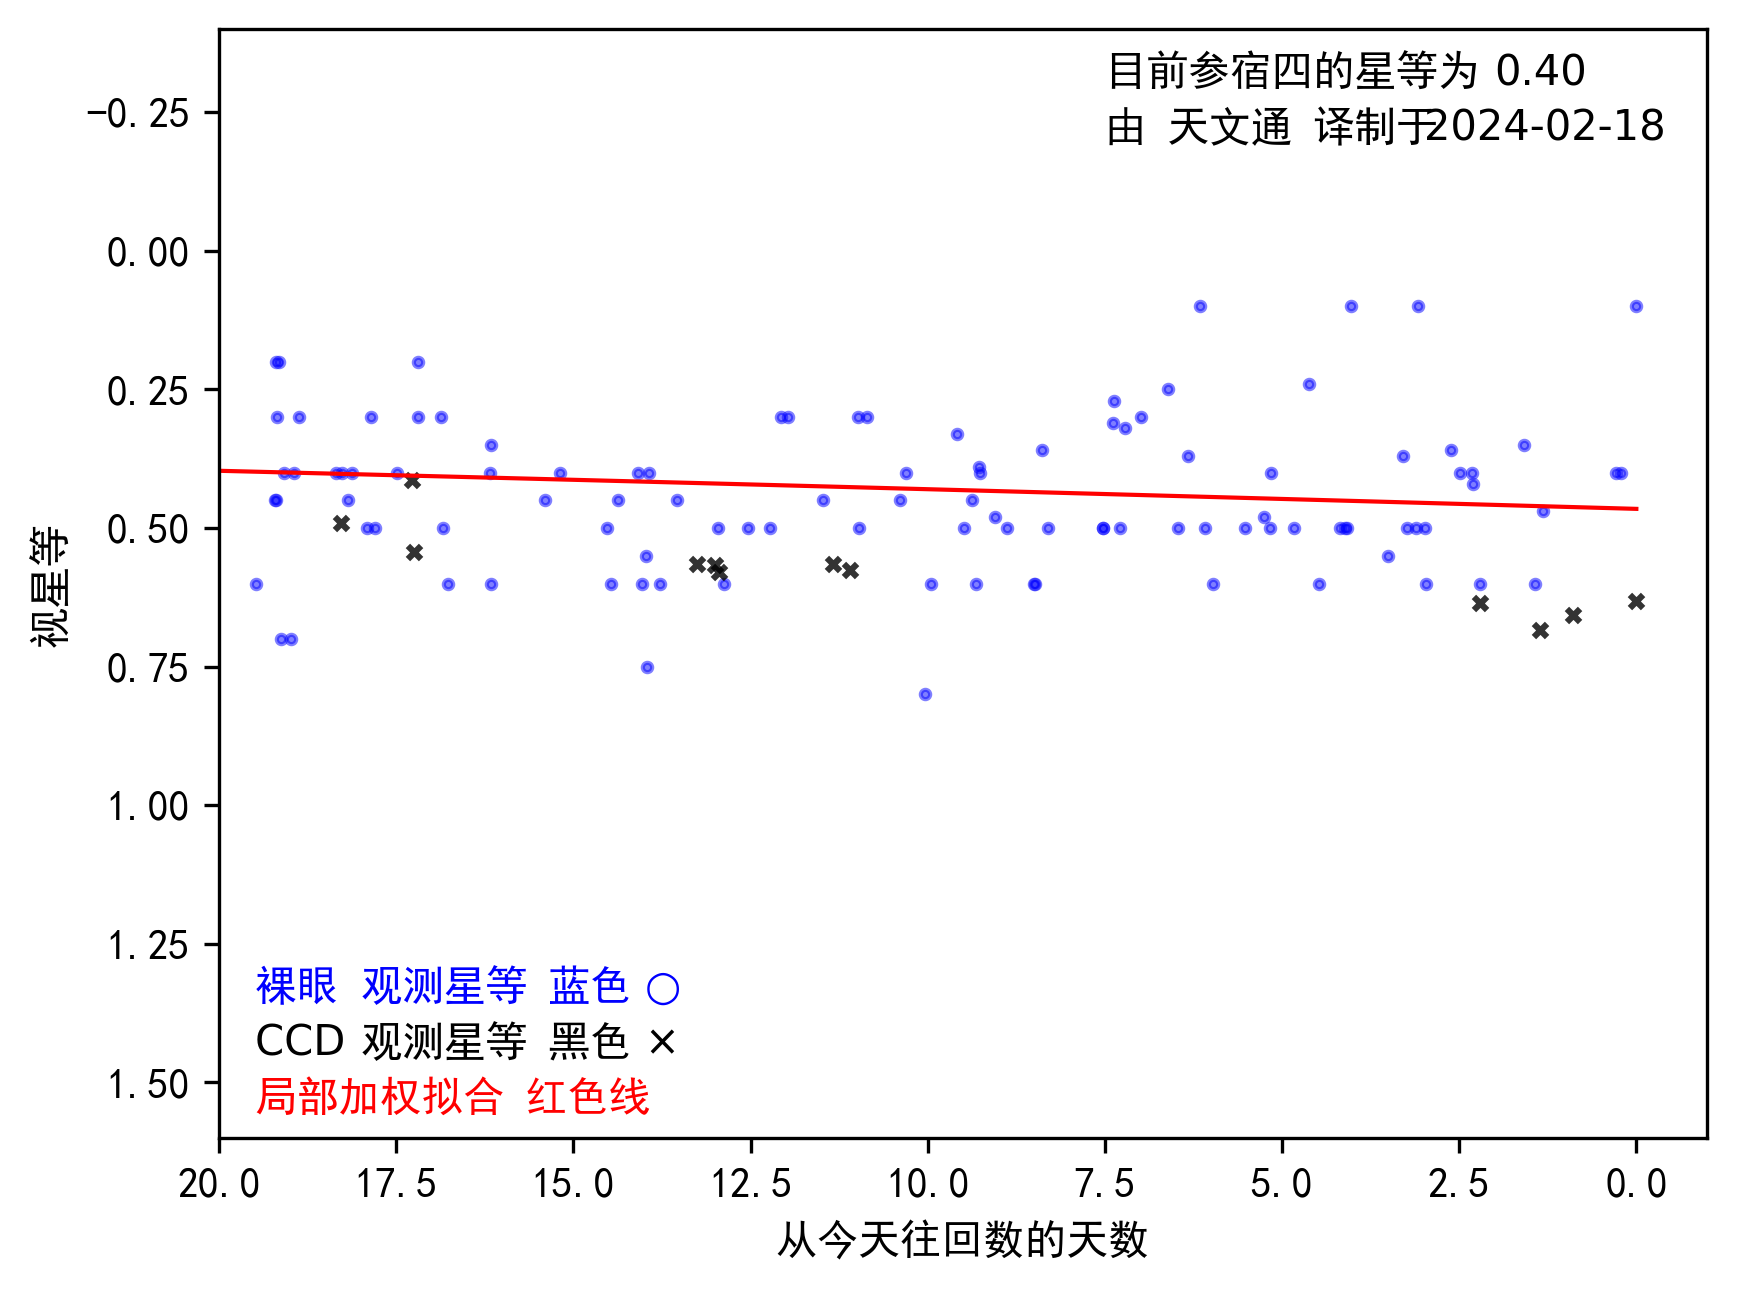 目前参宿四的星等为 0.40
由 天文通 译制于2024-02-18
−0.25
0.00
0.25
0.50
0.75
1.00
1.25
1.50
视星等
裸眼 观测星等 蓝色 ○
CCD 观测星等 黑色 ×
局部加权拟合 红色线
20.0 17.5 15.0 12.5 10.0 7.5 5.0 2.5 0.0
从今天往回数的天数